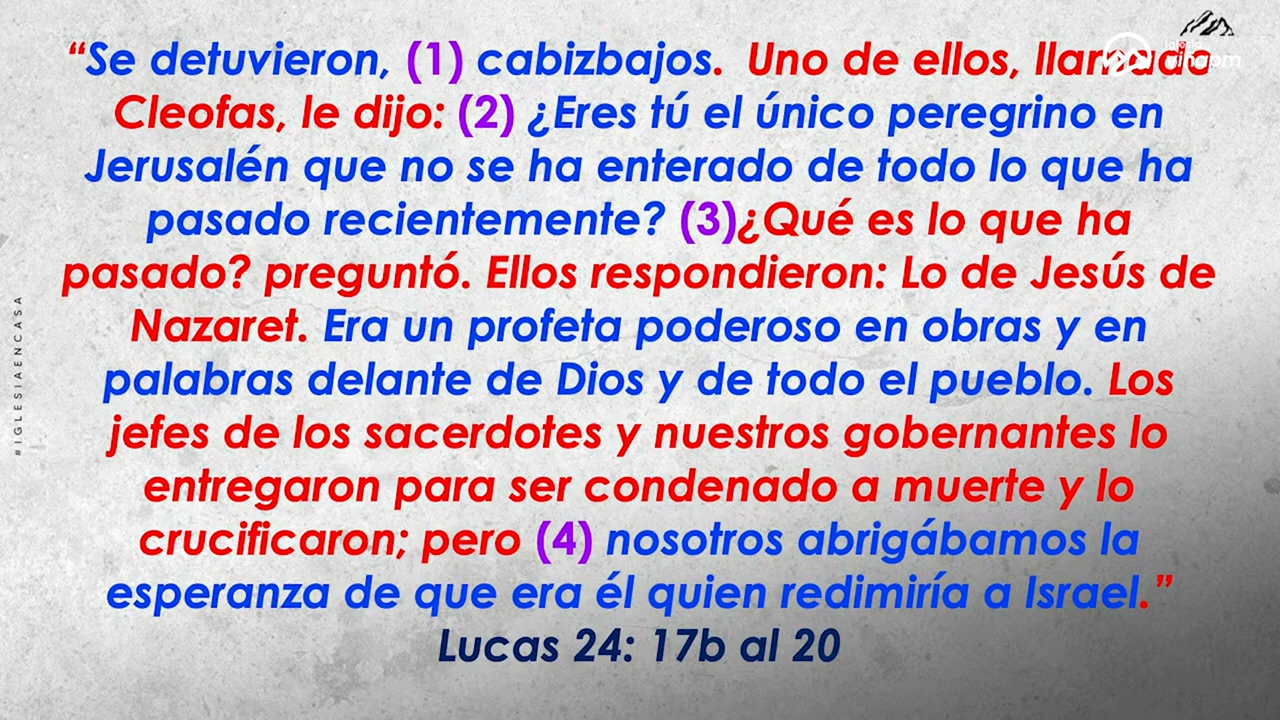 “Se detuvieron, (1) cabizbajos. Uno de ellos, llamado
Cleofas, le dijo: (2) ¿Eres tú el único peregrino en
Jerusalén que no se ha enterado de todo lo que ha
pasado recientemente? (3)¿Qué es lo que ha
pasado? preguntó. Ellos respondieron: Lo de Jesús de
Nazaret. Era un profeta poderoso en obras y en
palabras delante de Dios y de todo el pueblo. Los
jefes de los sacerdotes y nuestros gobernantes lo
entregaron para ser condenado a muerte y lo
crucificaron; pero (4) nosotros abrigábamos la
esperanza de que era él quien redimiría a Israel.”
Lucas 24: 17b al 20
#IGLESIAENCASA